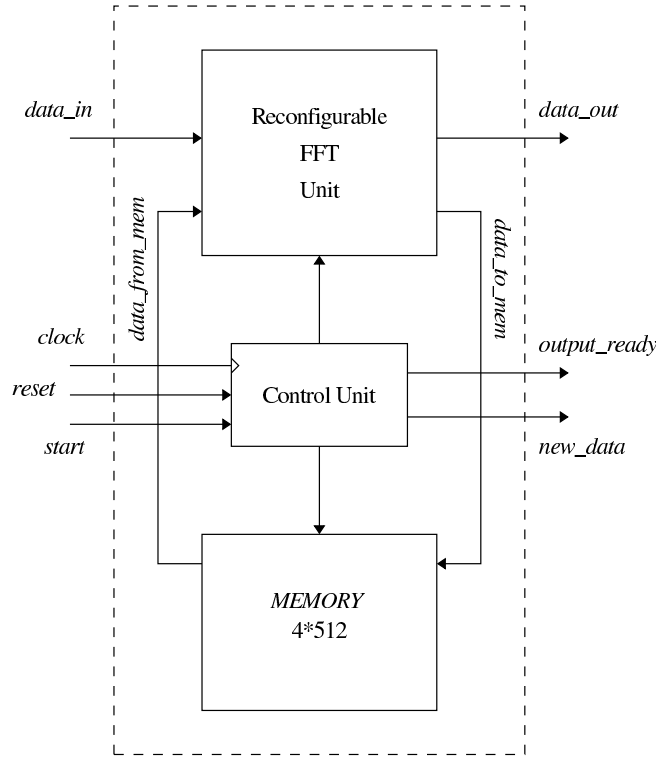 data_in
Reconfigurable
FFT
Unit
data_out
data_from_mem
data_to_mem
clock
reset
start
Control Unit
output_ready
new_data
MEMORY
4*512